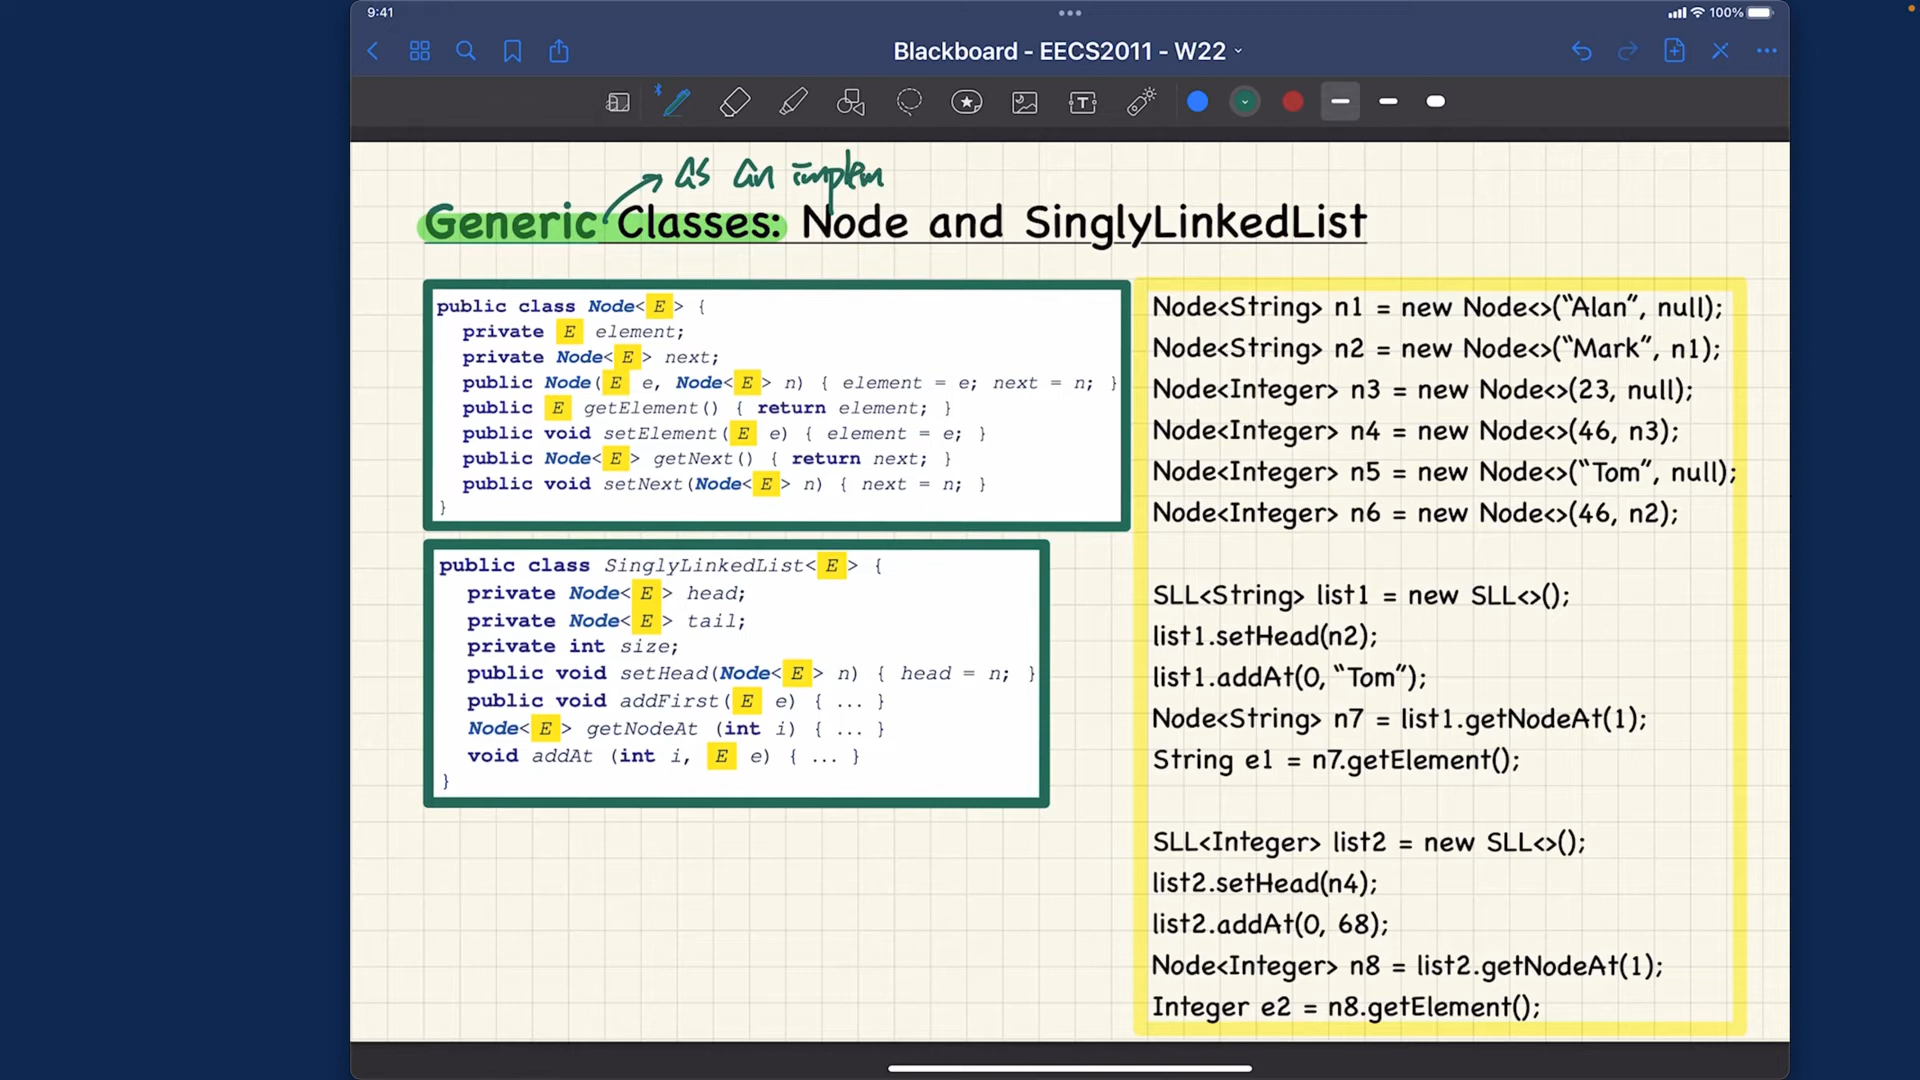 9:41
100%
Blackboard - EECS2011 - W22
T
as an implem
Generic Classes: Node and SinglyLinkedList
public class Node<E> {
private E element;
private Node<E> next;
public Node(E e, Node<E> n) { element = e; next = n; }
public E getElement() { return element; }
public void setElement(E e) { element = e; }
public Node<E> getNext() { return next; }
public void setNext(Node<E> n) { next = n; }
}
public class SinglyLinkedList<E> {
private Node<E> head;
private Node<E> tail;
private int size;
public void setHead(Node<E> n) { head = n; }
public void addFirst(E e) { ... }
Node<E> getNodeAt (int i) { ... }
void addAt (int i, E e) { ... }
}
Node<String> n1 = new Node<>(“Alan”, null);
Node<String> n2 = new Node<>(“Mark”, n1);
Node<Integer> n3 = new Node<>(23, null);
Node<Integer> n4 = new Node<>(46, n3);
Node<Integer> n5 = new Node<>(“Tom”, null);
Node<Integer> n6 = new Node<>(46, n2);
SLL<String> list1 = new SLL<>();
list1.setHead(n2);
list1.addAt(0, “Tom”);
Node<String> n7 = list1.getNodeAt(1);
String e1 = n7.getElement();
SLL<Integer> list2 = new SLL<>();
list2.setHead(n4);
list2.addAt(0, 68);
Node<Integer> n8 = list2.getNodeAt(1);
Integer e2 = n8.getElement();